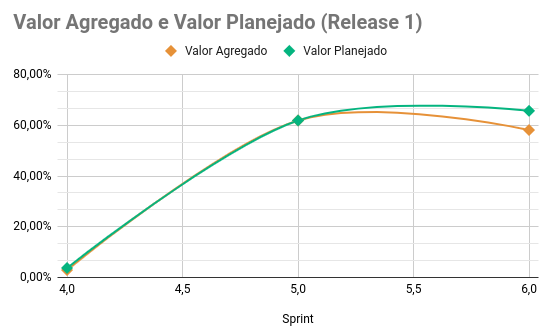 Valor Agregado e Valor Planejado (Release 1)
Valor Agregado Valor Planejado
80,00%
60,00%
40,00%
20,00%
0,00%
4,0 4,5 5,0 5,5 6,0
Sprint